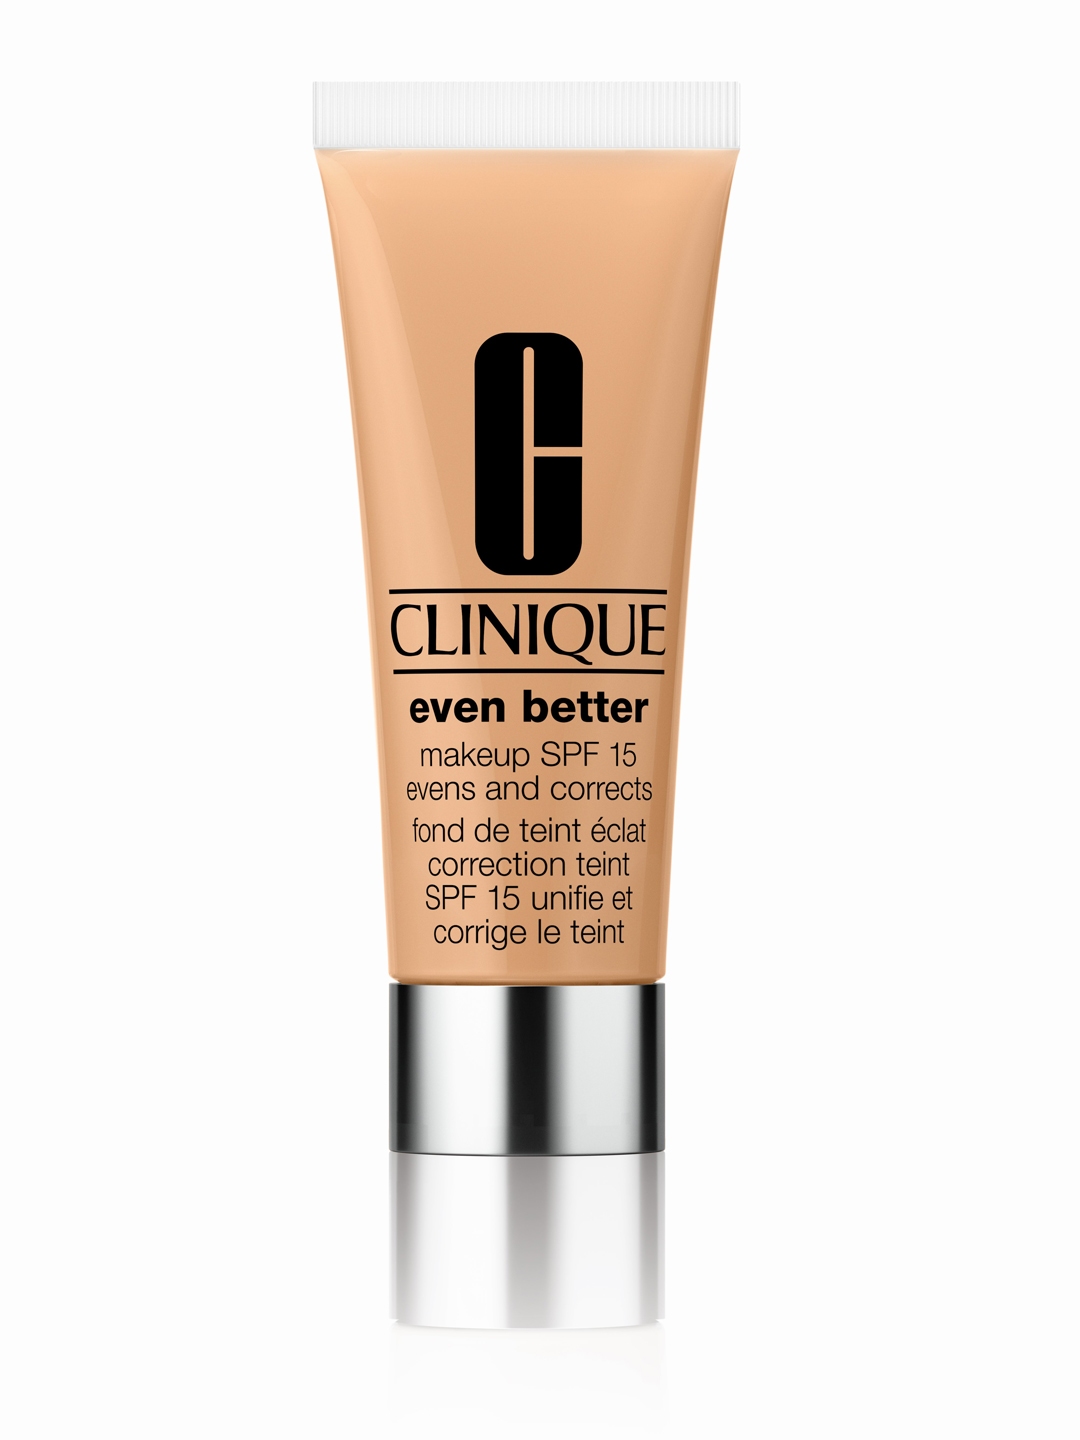 C
CLINIQUE
even better
makeup SPF 15
evens and corrects
fond de teint éclat
correction teint
SPF 15 unifie et
corrige le teint